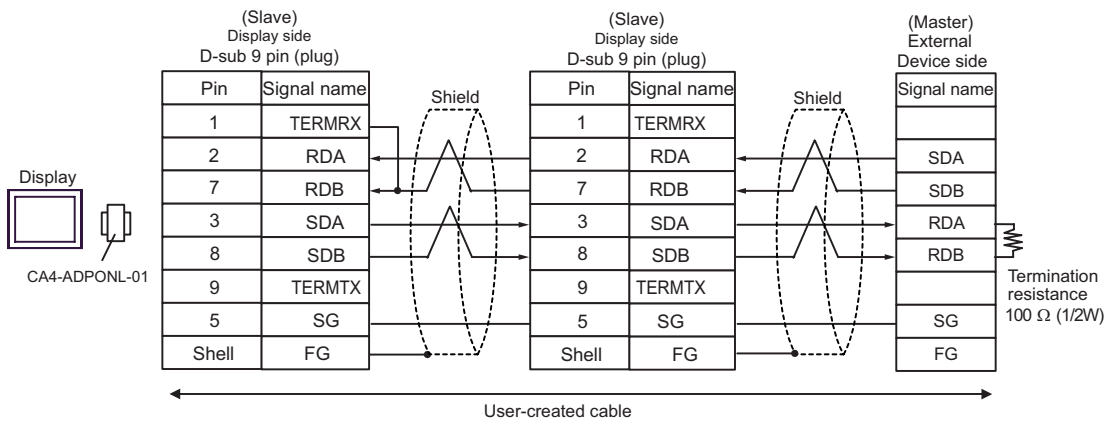 (Slave)
Display side
D-sub 9 pin (plug)
(Slave)
Display side
D-sub 9 pin (plug)
(Master)
External
Device side
Pin Signal name
1 TERMRX
2 RDA
7 RDB
3 SDA
8 SDB
9 TERMTX
5 SG
Shell FG
Shield
Pin Signal name
1 TERMRX
2 RDA
7 RDB
3 SDA
8 SDB
9 TERMTX
5 SG
Shell FG
Shield
Signal name
SDA
SDB
RDA
RDB
SG
FG
Display
CA4-ADPONL-01
Termination
resistance
100 Ω (1/2W)
User-created cable